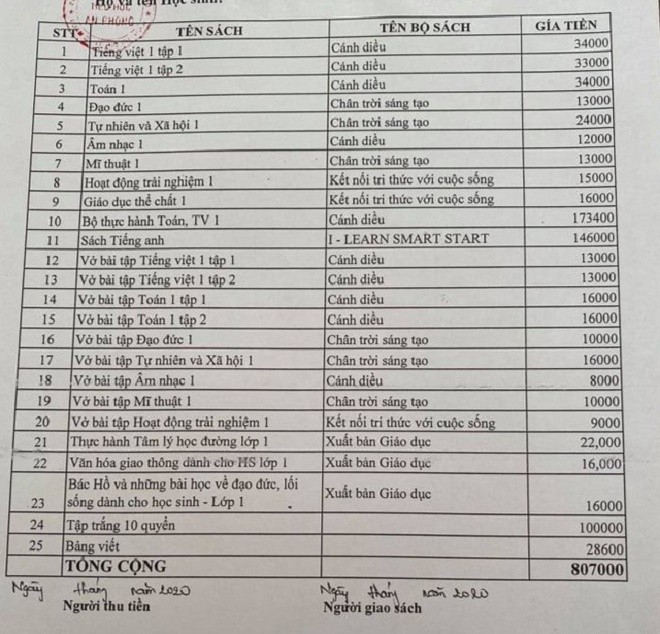 Họ và tên Học sinh:
TIỂU HỌC
AN PHONG
STT TÊN SÁCH TÊN BỘ SÁCH GÍA TIỀN
1 Tiếng việt 1 tập 1 Cánh diều 34000
2 Tiếng việt 1 tập 2 Cánh diều 33000
3 Toán 1 Cánh diều 34000
4 Đạo đức 1 Chân trời sáng tạo 13000
5 Tự nhiên và Xã hội 1 Chân trời sáng tạo 24000
6 Âm nhạc 1 Cánh diều 12000
7 Mĩ thuật 1 Chân trời sáng tạo 13000
8 Hoạt động trải nghiệm 1 Kết nối tri thức với cuộc sống 15000
9 Giáo dục thể chất 1 Kết nối tri thức với cuộc sống 16000
10 Bộ thực hành Toán, TV 1 Cánh diều 173400
11 Sách Tiếng anh I - LEARN SMART START 146000
12 Vở bài tập Tiếng việt 1 tập 1 Cánh diều 13000
13 Vở bài tập Tiếng việt 1 tập 2 Cánh diều 13000
14 Vở bài tập Toán 1 tập 1 Cánh diều 16000
15 Vở bài tập Toán 1 tập 2 Cánh diều 16000
16 Vở bài tập Đạo đức 1 Chân trời sáng tạo 10000
17 Vở bài tập Tự nhiên và Xã hội 1 Chân trời sáng tạo 16000
18 Vở bài tập Âm nhạc 1 Cánh diều 8000
19 Vở bài tập Mĩ thuật 1 Chân trời sáng tạo 10000
20 Vở bài tập Hoạt động trải nghiệm 1 Kết nối tri thức với cuộc sống 9000
21 Thực hành Tâm lý học đường lớp 1 Xuất bản Giáo dục 22,000
22 Văn hóa giao thông dành cho HS lớp 1 Xuất bản Giáo dục 16,000
23 Bác Hồ và những bài học về đạo đức, lối
sống dành cho học sinh - Lớp 1 Xuất bản Giáo dục 16000
24 Tập trắng 10 quyển 100000
25 Bảng viết 28600
TỔNG CỘNG 807000
Ngày tháng năm 2020 Ngày tháng năm 2020
Người thu tiền Người giao sách